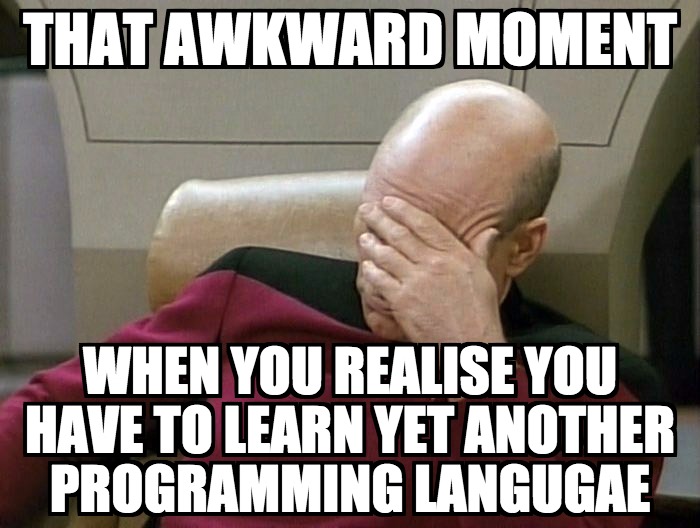 THAT AWKWARD MOMENT
WHEN YOU REALISE YOU
HAVE TO LEARN YET ANOTHER
PROGRAMMING LANGUGAE